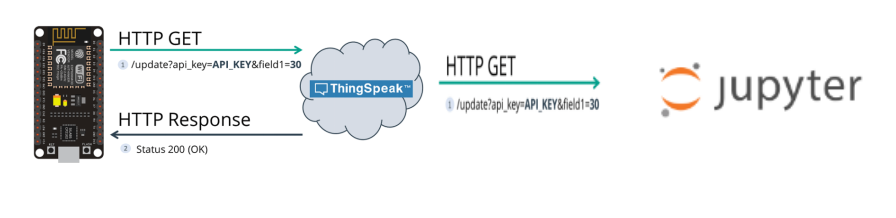 HTTP GET
1 /update?api_key=API_KEY&field1=30
ThingSpeak™
HTTP Response
2 Status 200 (OK)
HTTP GET
1 /update?api_key=API_KEY&field1=30
jupyter